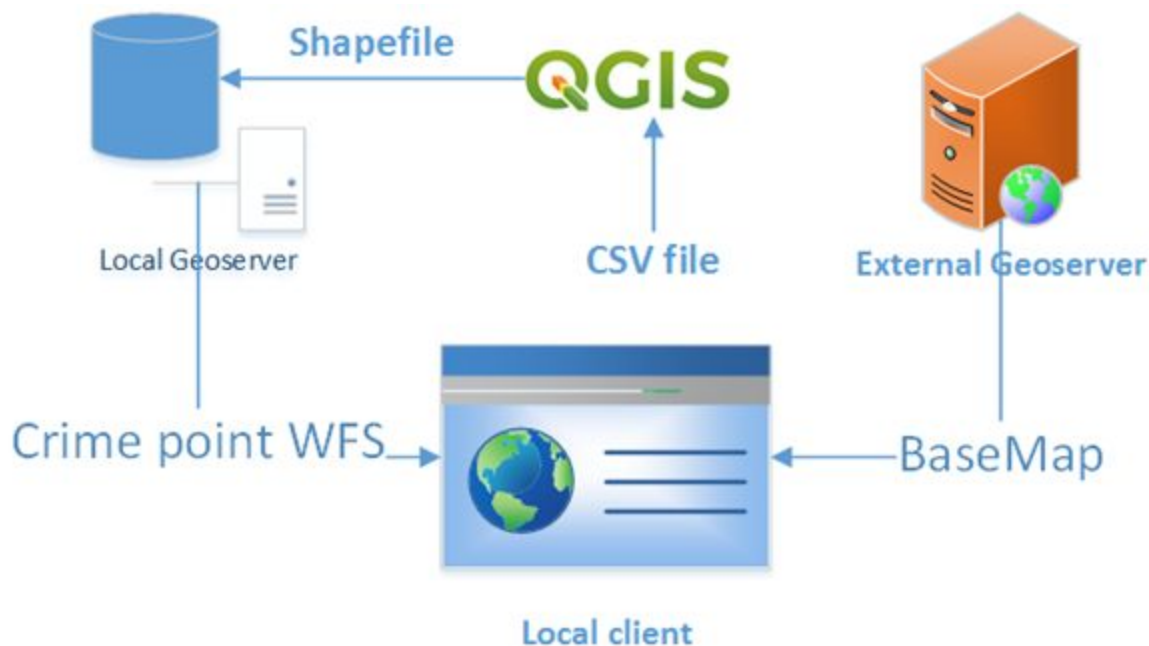 Shapefile
QGIS
Local Geoserver
CSV file
External Geoserver
Crime point WFS
BaseMap
Local client